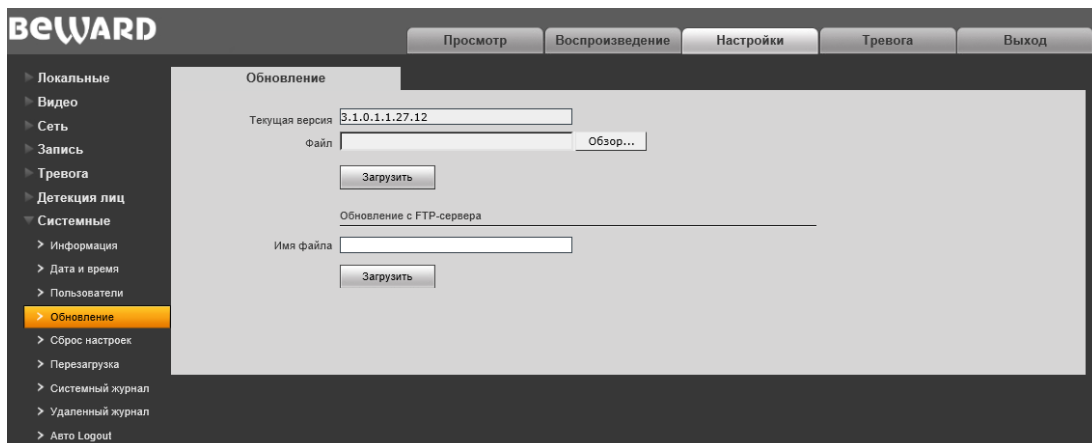 BEWARD
Просмотр
Воспроизведение
Настройки
Тревога
Выход
Локальные
Видео
Сеть
Запись
Тревога
Детекция лиц
Системные
Информация
Дата и время
Пользователи
Обновление
Сброс настроек
Перезагрузка
Системный журнал
Удаленный журнал
Авто Logout
Обновление
Текущая версия 3.1.0.1.1.27.12
Файл Обзор...
Загрузить
Обновление с FTP-сервера
Имя файла
Загрузить